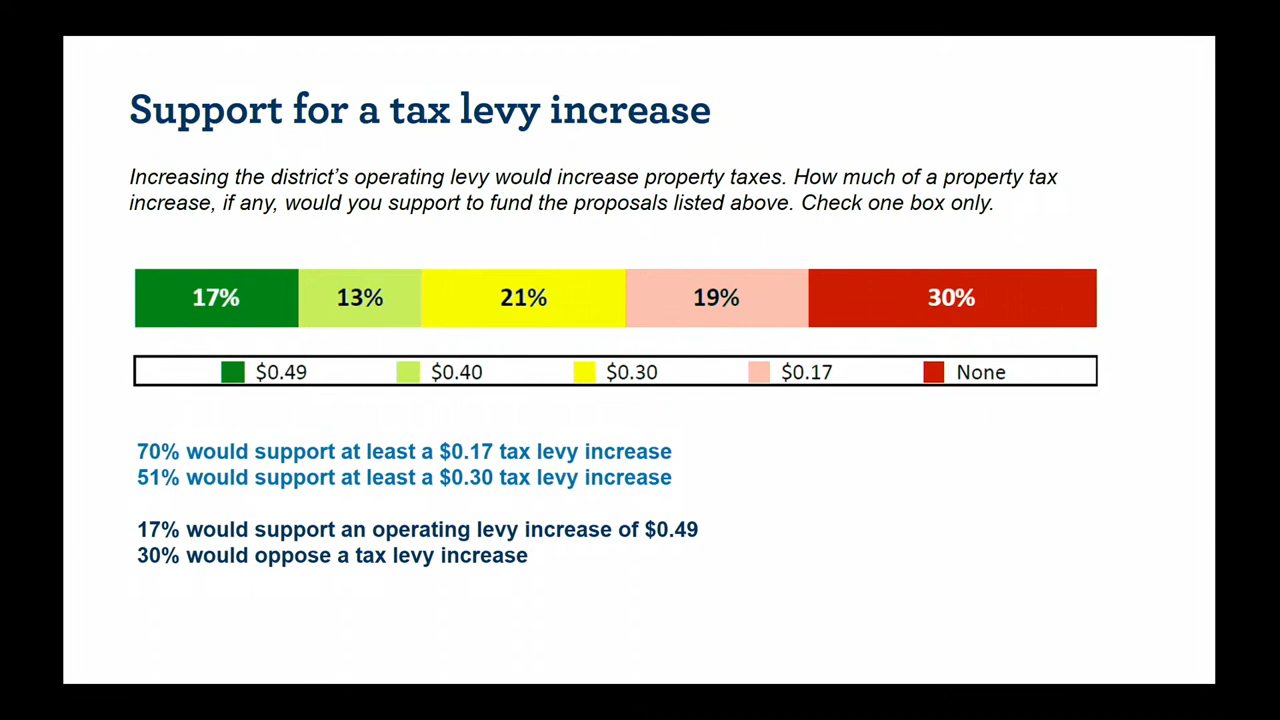 Support for a tax levy increase
Increasing the district's operating levy would increase property taxes. How much of a property tax
increase, if any, would you support to fund the proposals listed above. Check one box only.
17% 13% 21% 19% 30%
$0.49 $0.40 $0.30 $0.17 None
70% would support at least a $0.17 tax levy increase
51% would support at least a $0.30 tax levy increase
17% would support an operating levy increase of $0.49
30% would oppose a tax levy increase